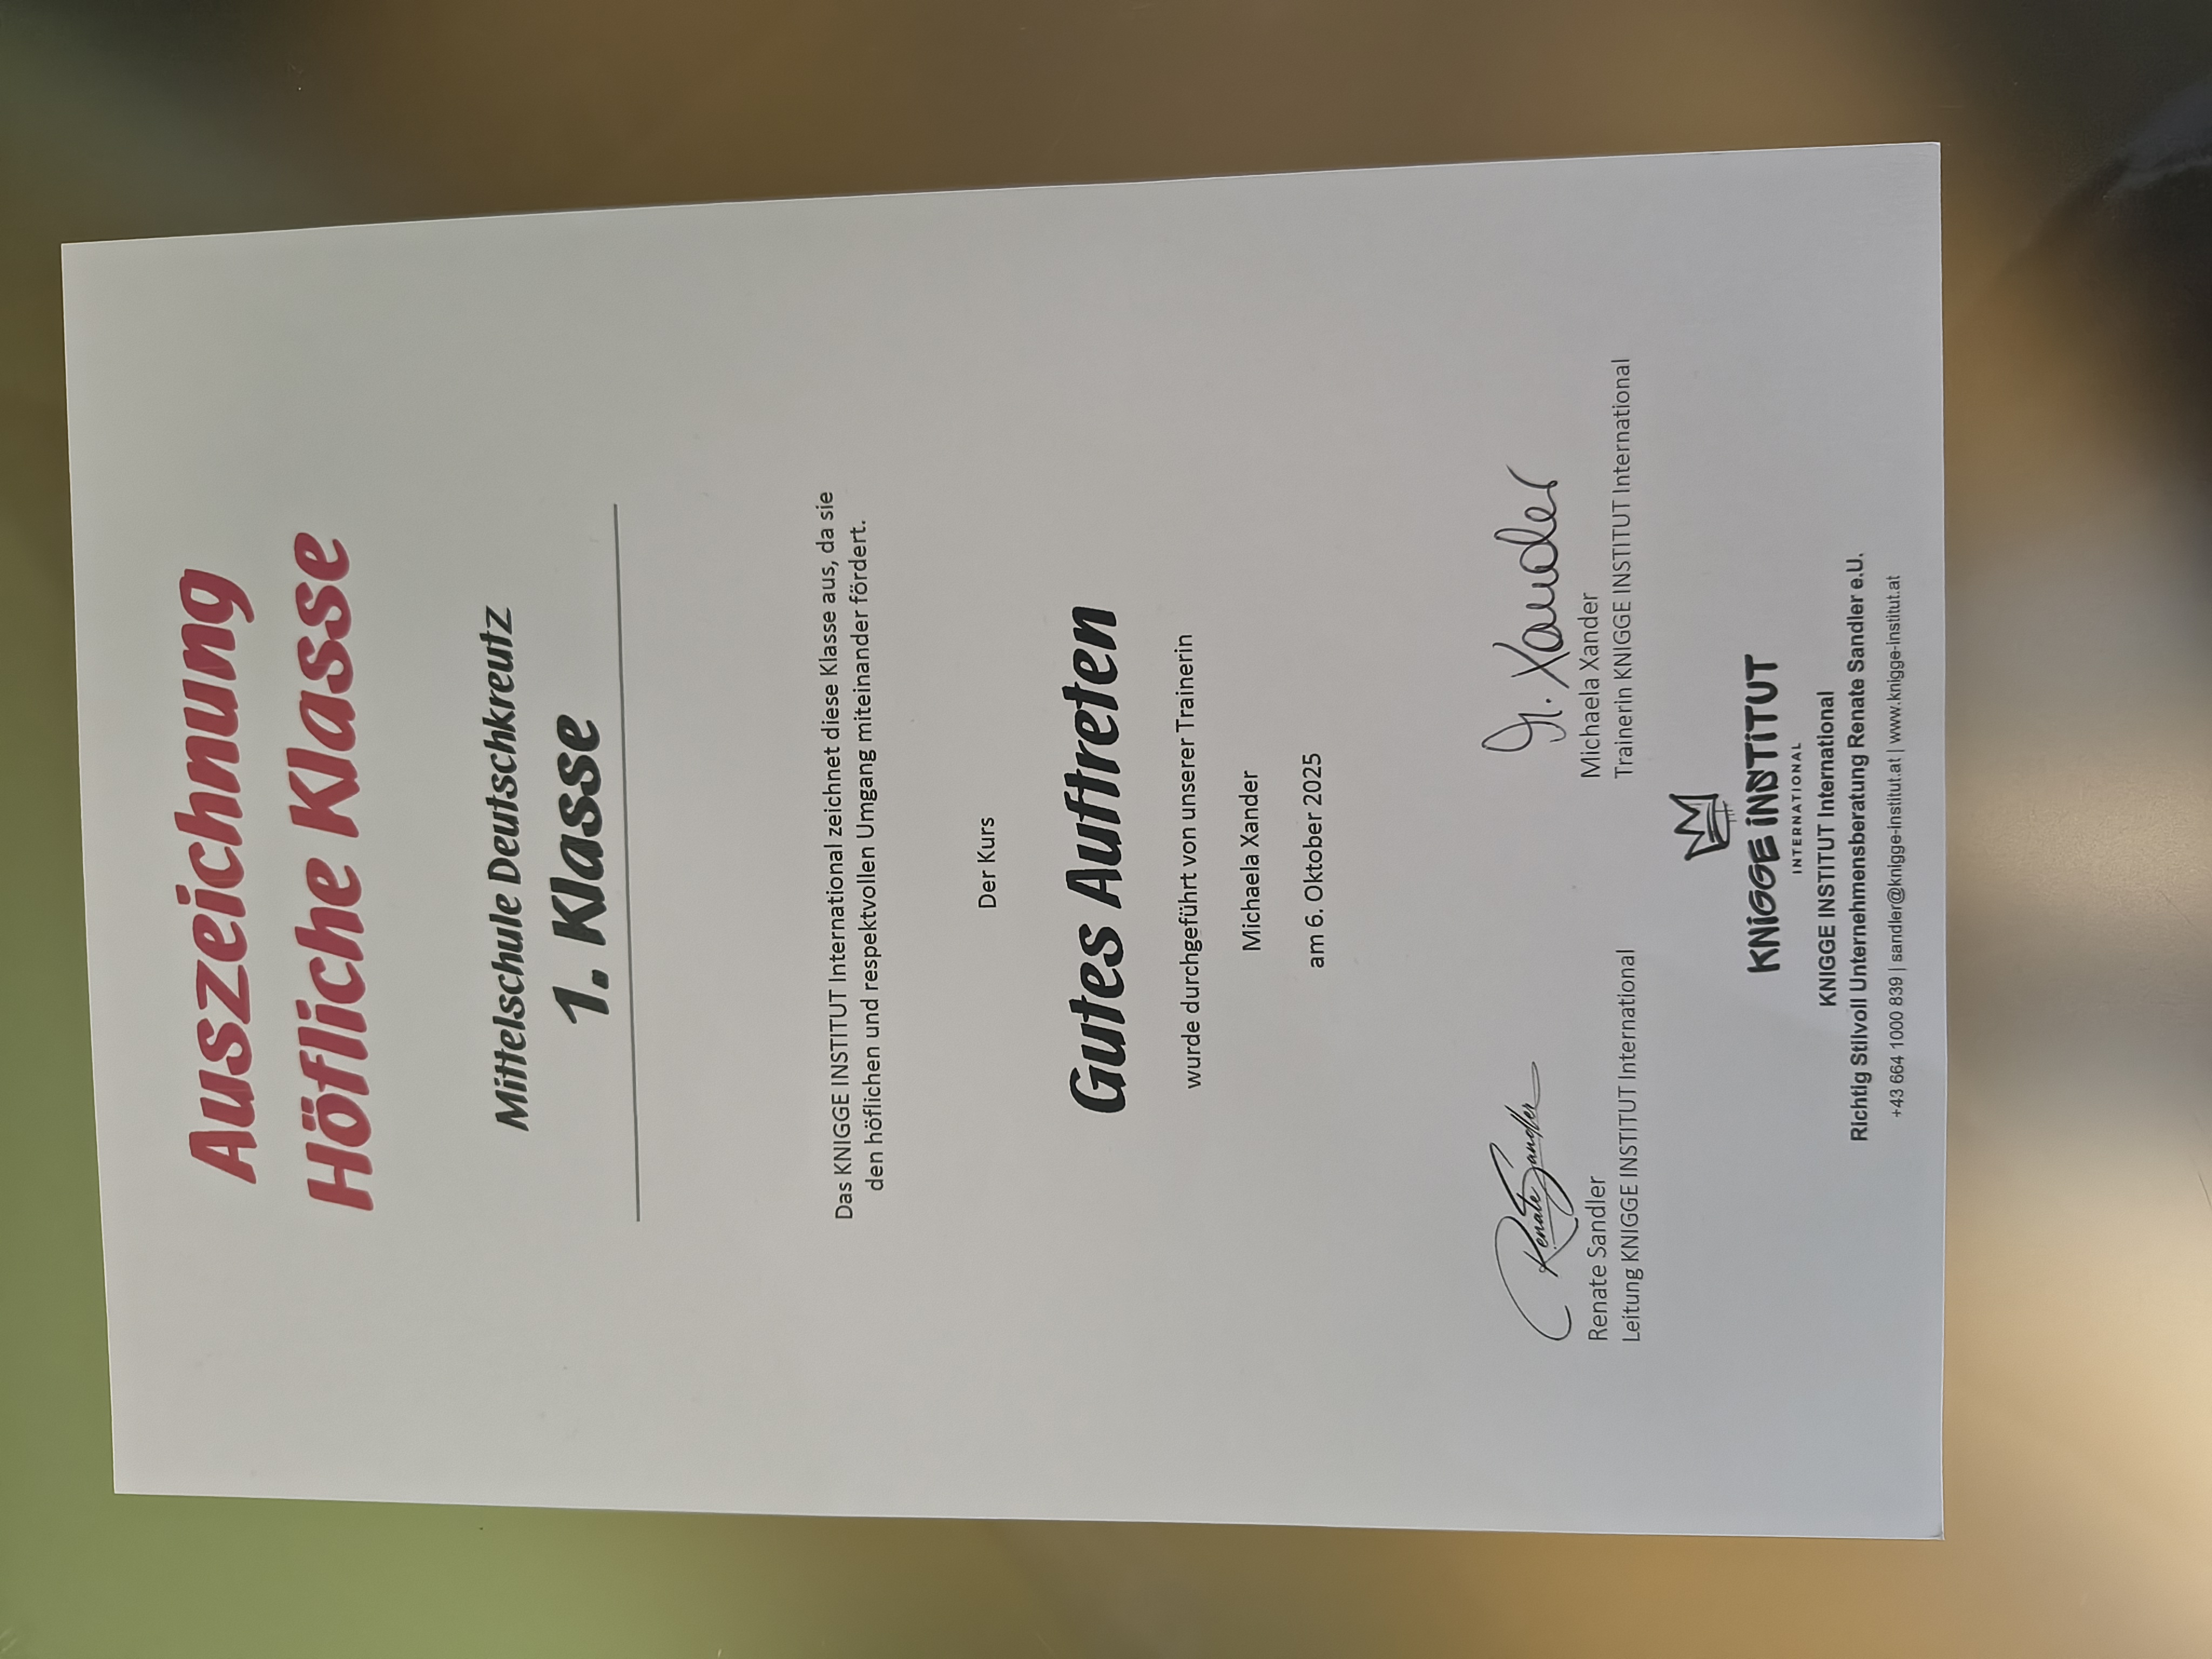 Auszeichnung
Höfliche Klasse
Mittelschule Deutschkreutz
1. Klasse
Das KNIGGE INSTITUT International zeichnet diese Klasse aus, da sie
den höflichen und respektvollen Umgang miteinander fördert.
Der Kurs
Gutes Auftreten
wurde durchgeführt von unserer Trainerin
Michaela Xander
am 6. Oktober 2025
Renate Sandler
Renate Sandler
Leitung KNIGGE INSTITUT International
M. Xander
Michaela Xander
Trainerin KNIGGE INSTITUT International
KNiGGE iNSTiTUT
INTERNATIONAL
KNIGGE INSTITUT International
Richtig Stilvoll Unternehmensberatung Renate Sandler e.U.
+43 664 1000 839 | sandler@knigge-institut.at | www.knigge-institut.at